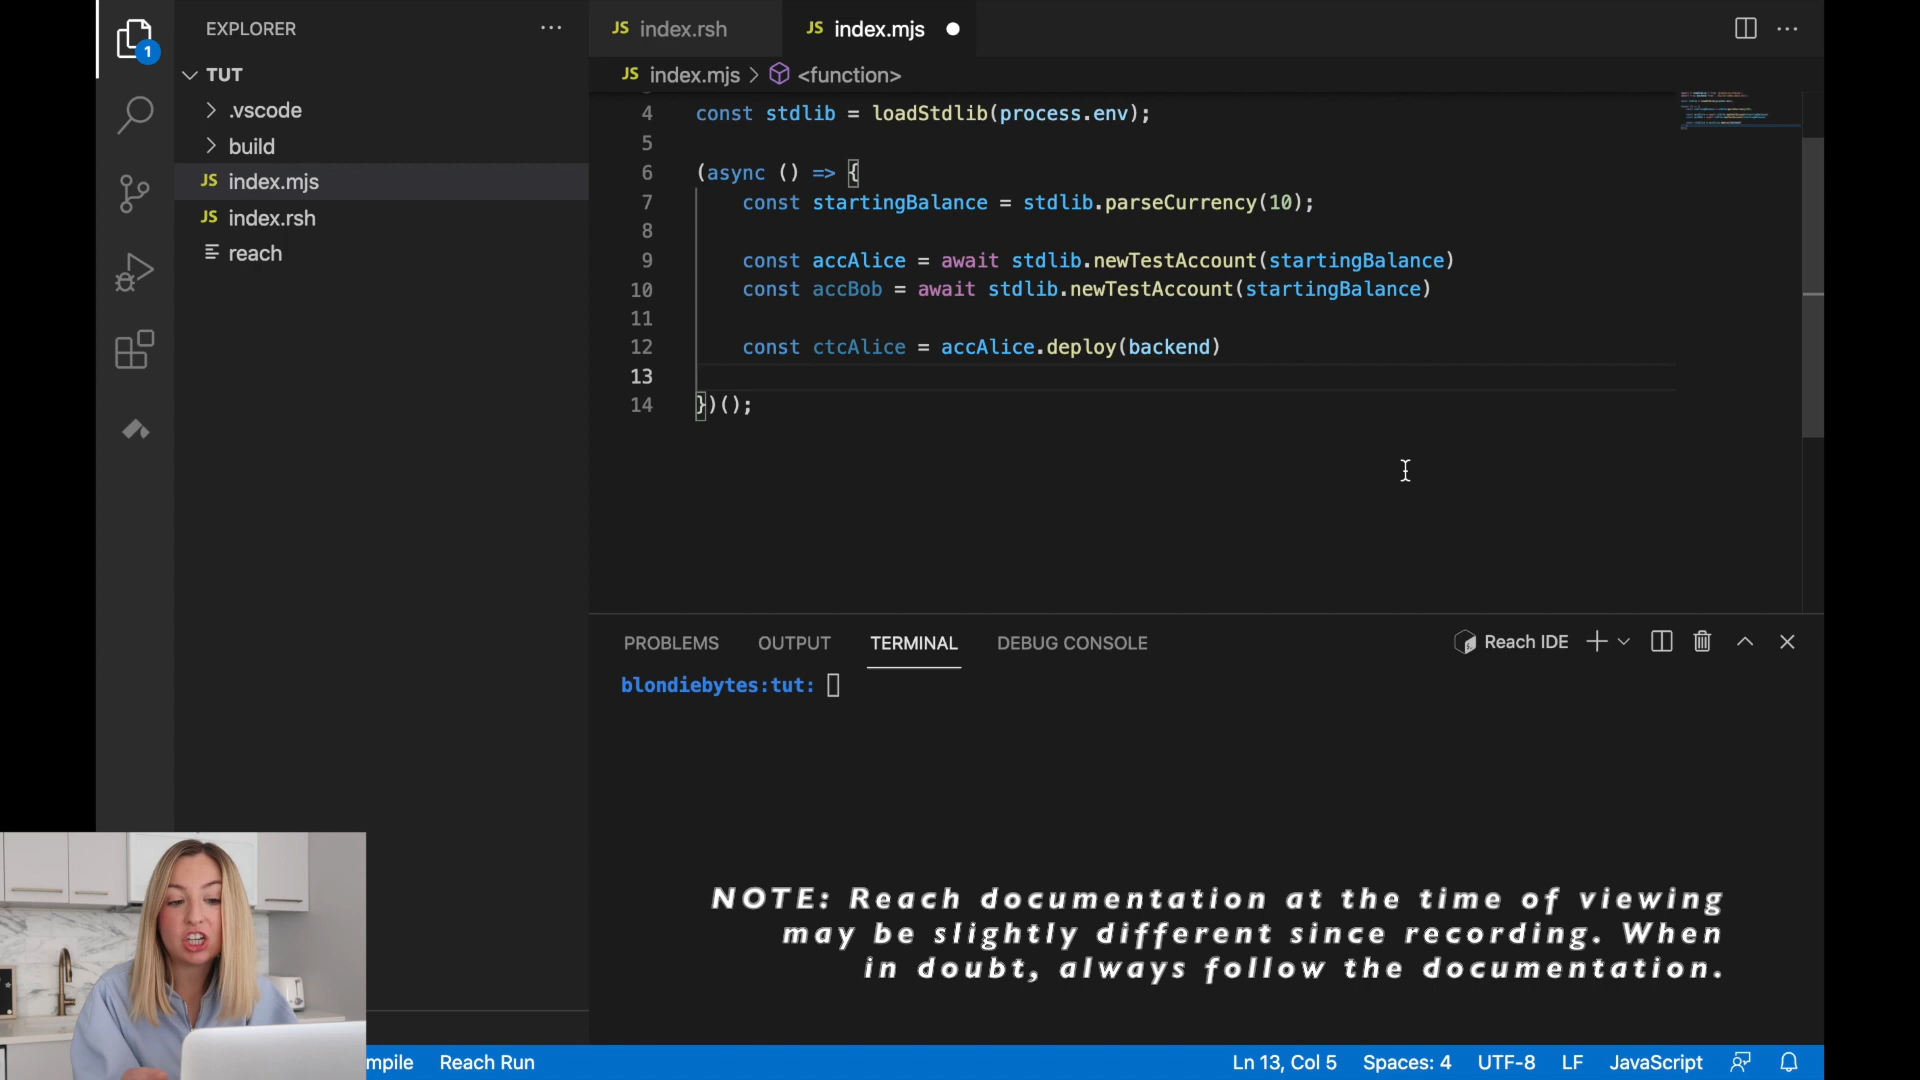 EXPLORER
1
TUT
.vscode
build
JS index.mjs
JS index.rsh
reach
JS index.rsh
JS index.mjs
JS index.mjs > <function>
4 const stdlib = loadStdlib(process.env);
5
6 (async () => {
7 const startingBalance = stdlib.parseCurrency(10);
8
9 const accAlice = await stdlib.newTestAccount(startingBalance)
10 const accBob = await stdlib.newTestAccount(startingBalance)
11
12 const ctcAlice = accAlice.deploy(backend)
13
14 })();
PROBLEMS OUTPUT TERMINAL DEBUG CONSOLE
Reach IDE
blondiebytes:tut:
NOTE: Reach documentation at the time of viewing
may be slightly different since recording. When
in doubt, always follow the documentation.
mpile Reach Run
Ln 13, Col 5 Spaces: 4 UTF-8 LF JavaScript